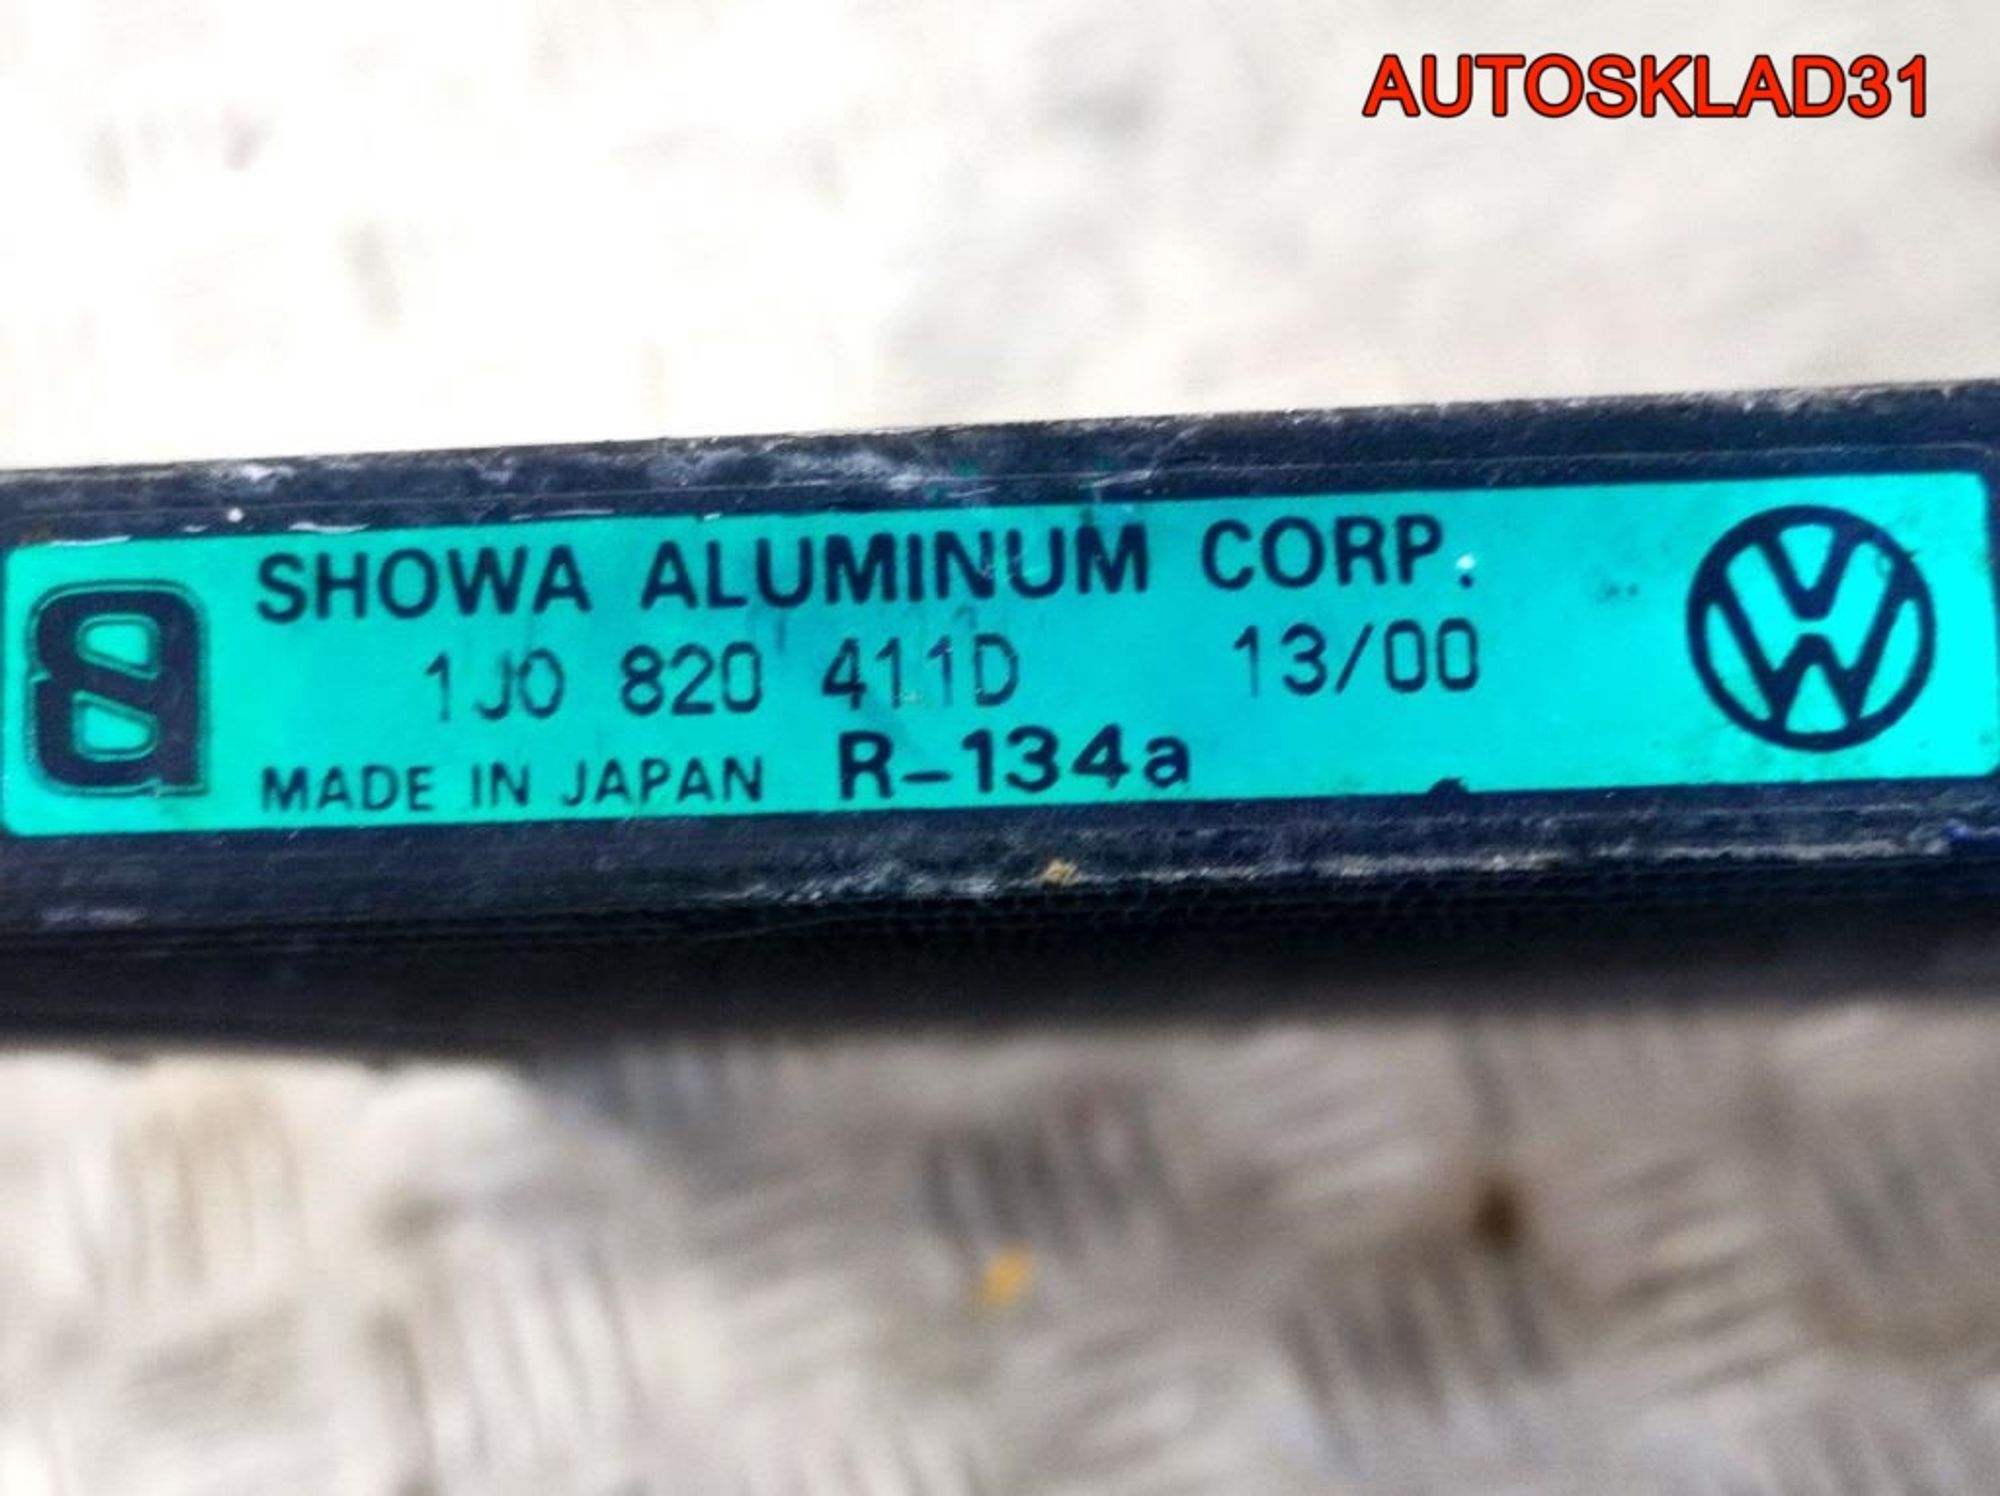 AUTOSKLAD31
SHOWA ALUMINUM CORP.
1J0 820 411D 13/00
MADE IN JAPAN R-134a